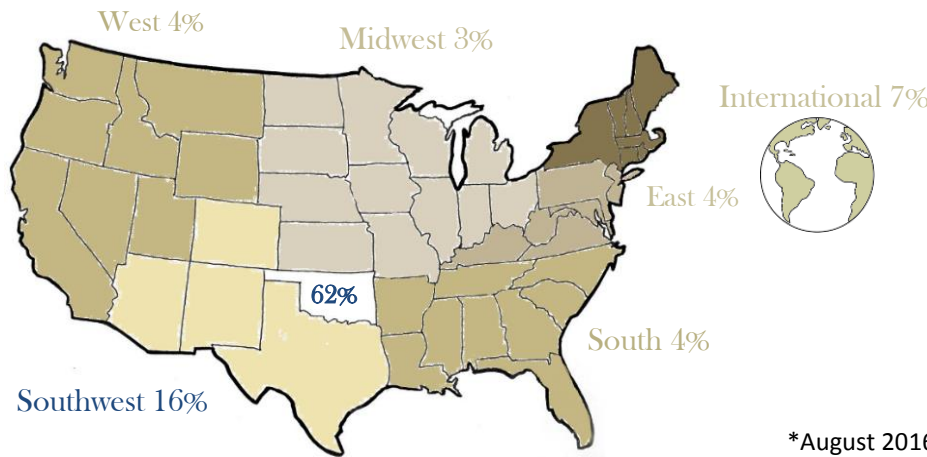 West 4%
Midwest 3%
International 7%
East 4%
62%
South 4%
Southwest 16%
*August 2016